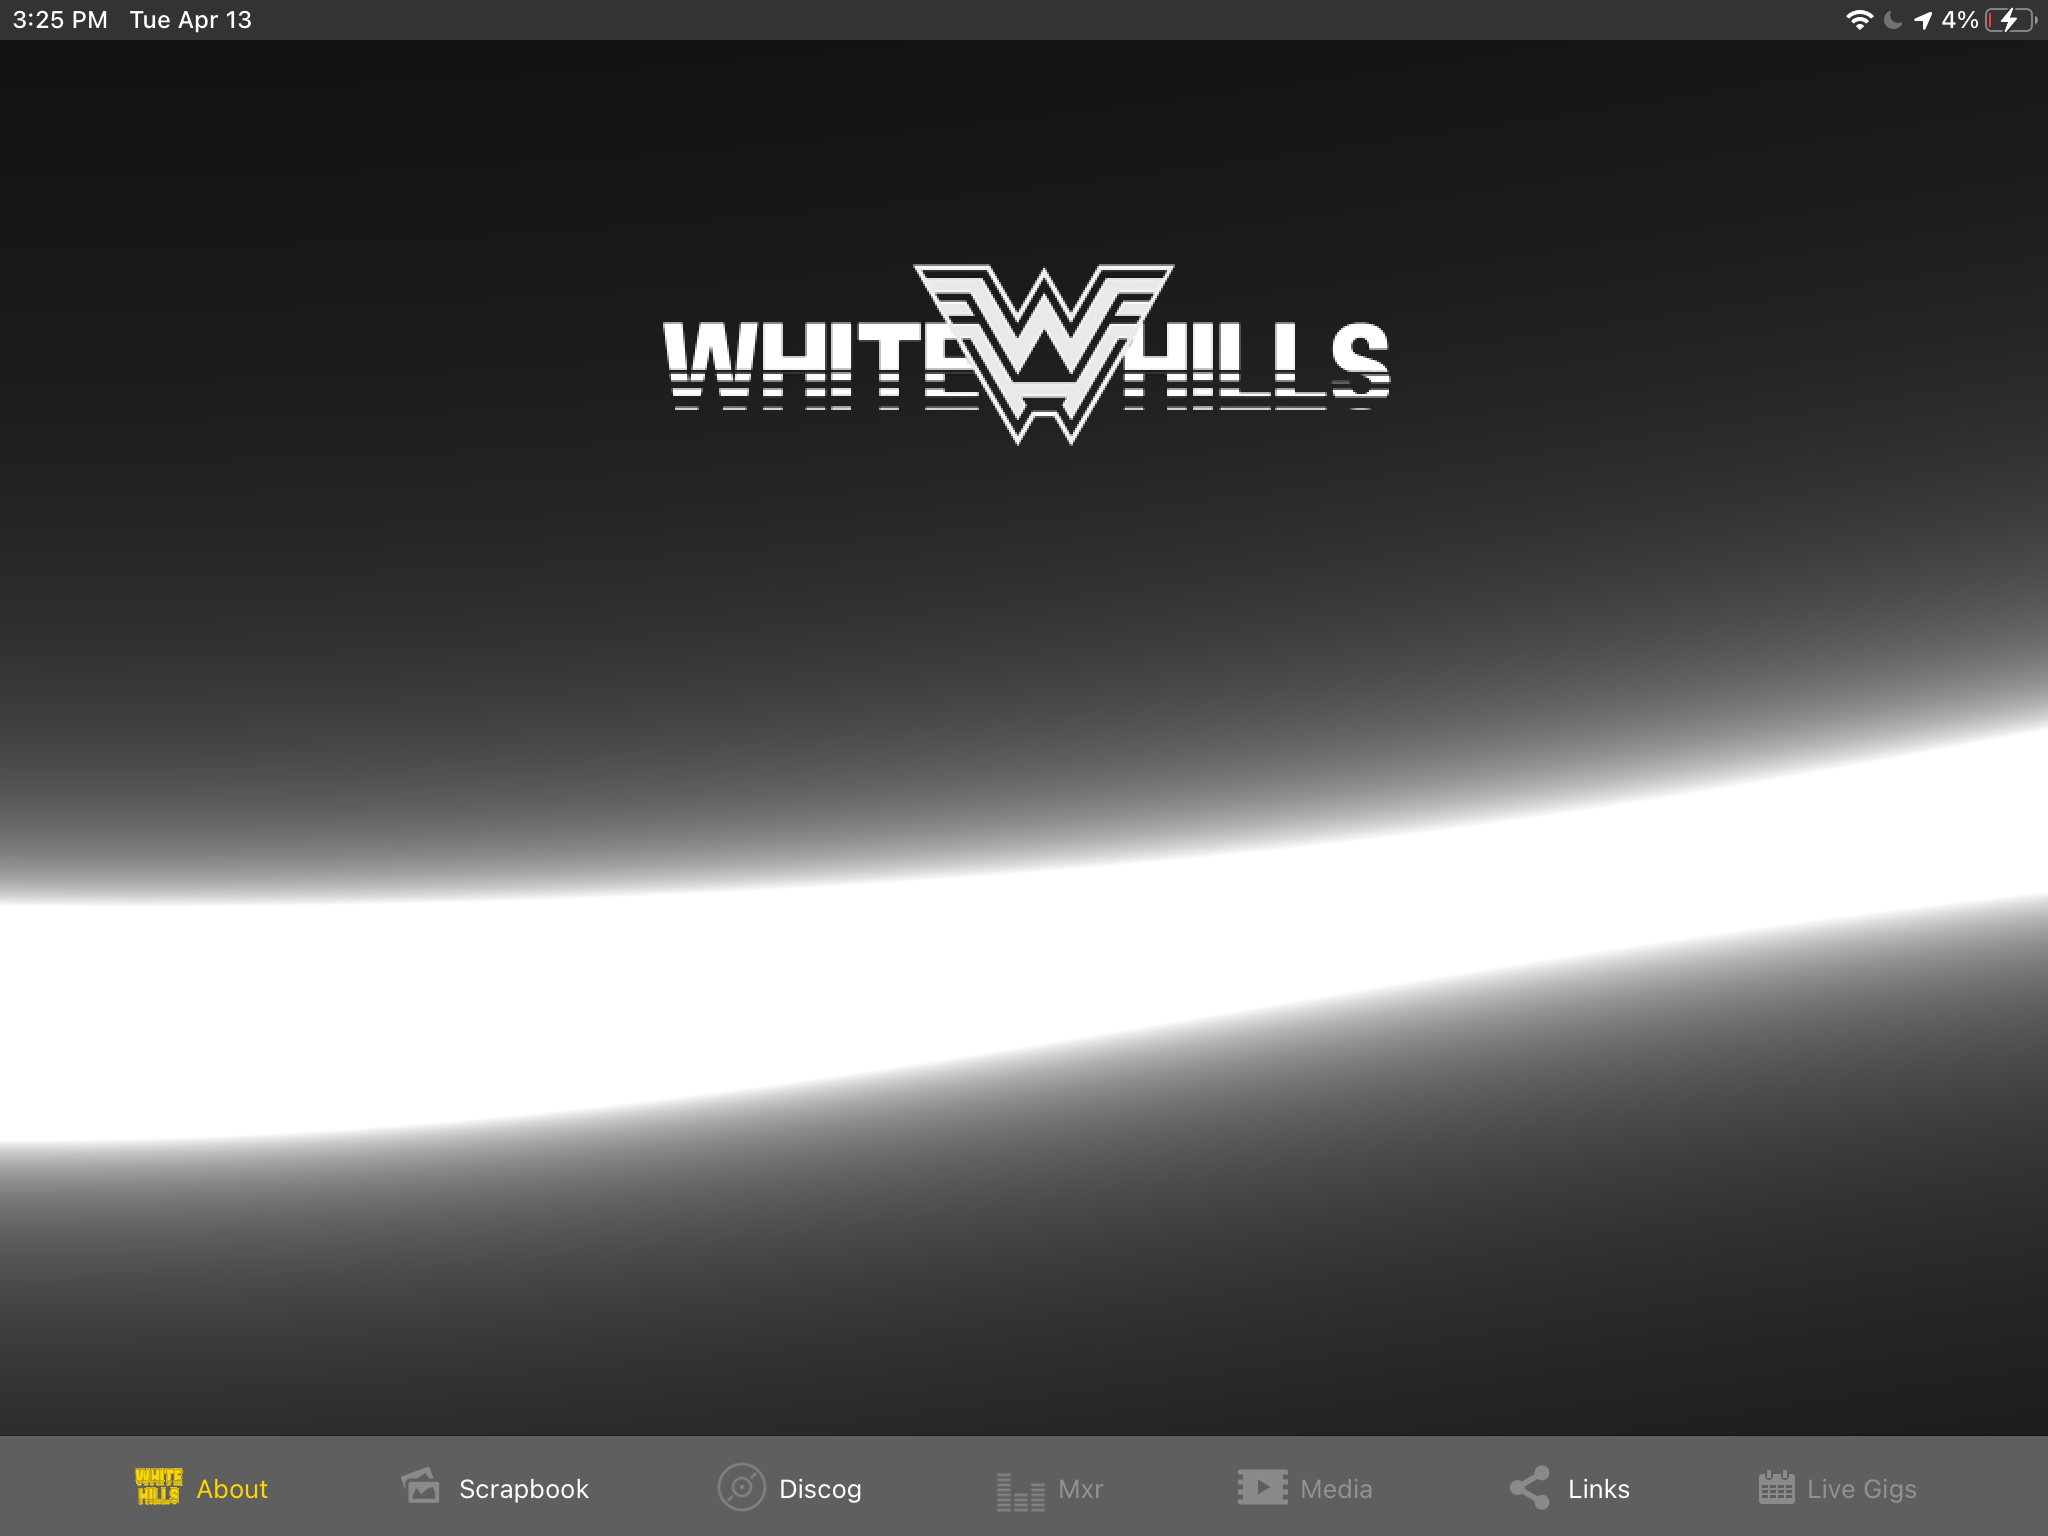 3:25 PM Tue Apr 13 4%
WHITE W HILLS
WHITE HILLS About Scrapbook Discog Mxr Media Links Live Gigs